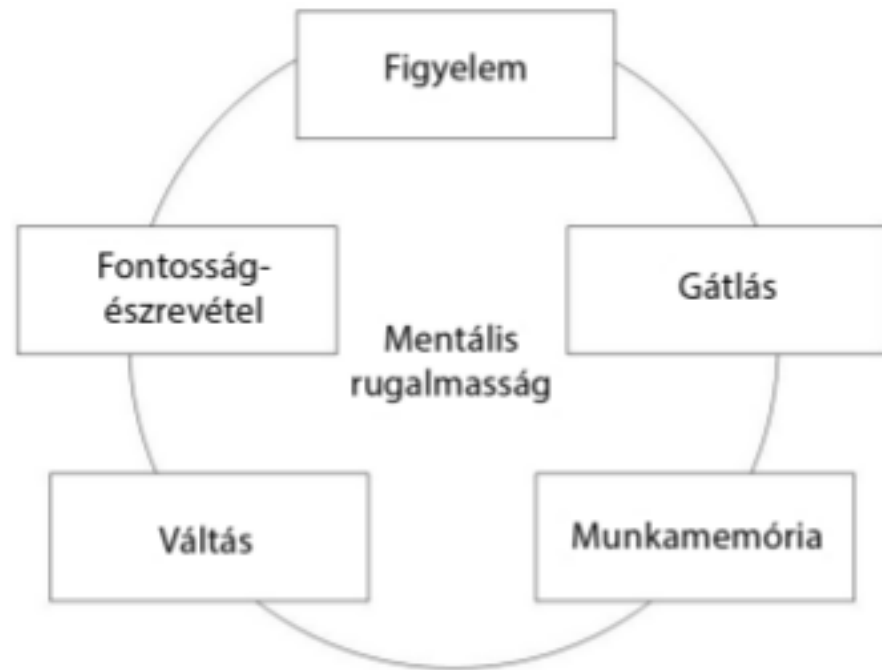 Figyelem
Fontosság-
észrevétel
Gátlás
Mentális
rugalmasság
Váltás
Munkamemória